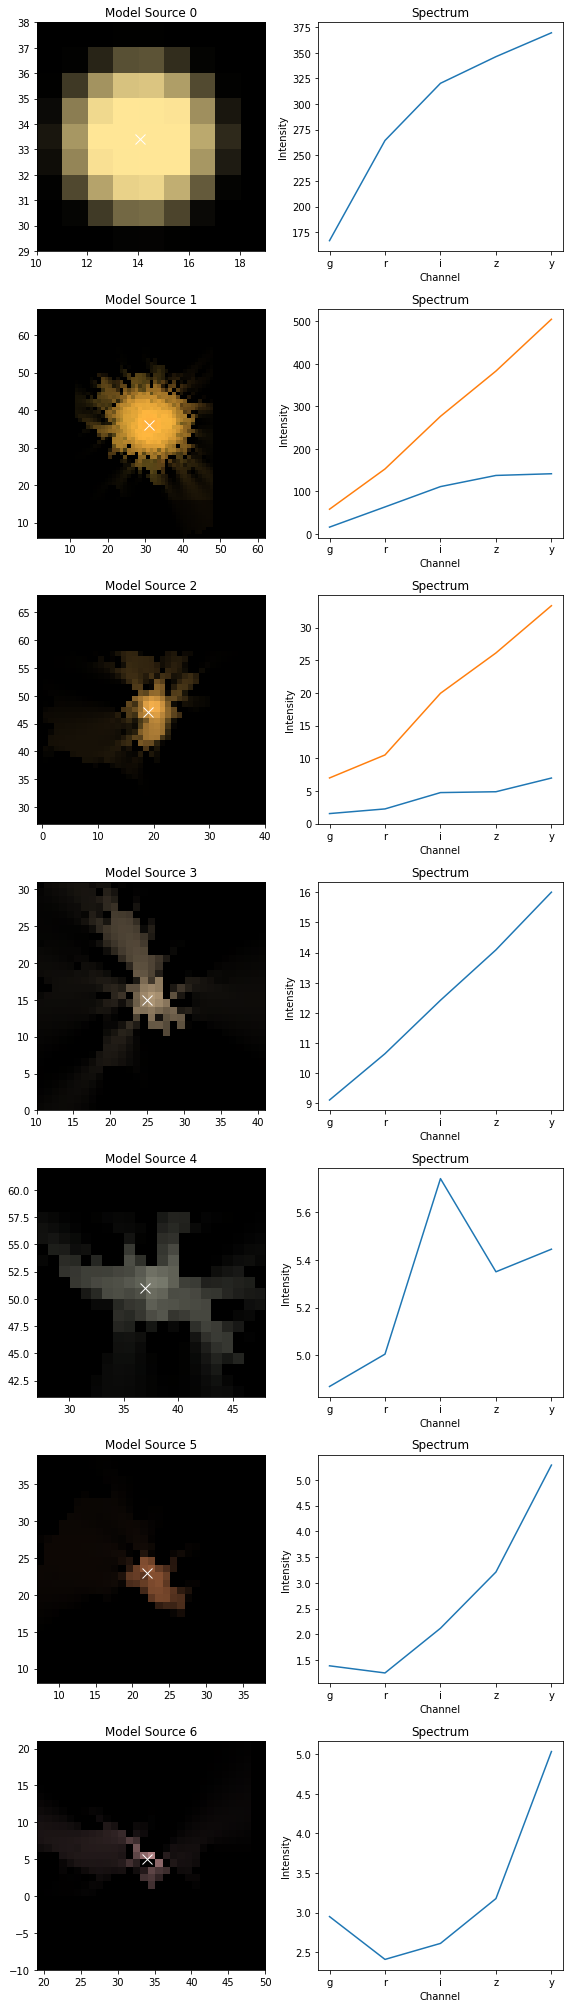 Model Source 0
38
37
36
35
34
33
32
31
30
29
10 12 14 16 18
Spectrum
375
350
325
300
275
250
225
200
175
Intensity
g r i z y
Channel
Model Source 1
60
50
40
30
20
10
10 20 30 40 50 60
Spectrum
500
400
300
200
100
0
Intensity
g r i z y
Channel
Model Source 2
65
60
55
50
45
40
35
30
0 10 20 30 40
Spectrum
30
25
20
15
10
5
0
Intensity
g r i z y
Channel
Model Source 3
30
25
20
15
10
5
0
10 15 20 25 30 35 40
Spectrum
16
15
14
13
12
11
10
9
Intensity
g r i z y
Channel
Model Source 4
60.0
57.5
55.0
52.5
50.0
47.5
45.0
42.5
30 35 40 45
Spectrum
5.6
5.4
5.2
5.0
Intensity
g r i z y
Channel
Model Source 5
35
30
25
20
15
10
10 15 20 25 30 35
Spectrum
5.0
4.5
4.0
3.5
3.0
2.5
2.0
1.5
Intensity
g r i z y
Channel
Model Source 6
20
15
10
5
0
−5
−10
20 25 30 35 40 45 50
Spectrum
5.0
4.5
4.0
3.5
3.0
2.5
Intensity
g r i z y
Channel